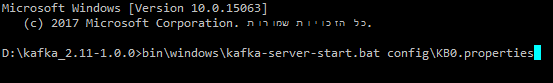 Microsoft Windows [Version 10.0.15063]
(c) 2017 Microsoft Corporation. כל הזכויות שמורות.
D:\kafka_2.11-1.0.0>bin\windows\kafka-server-start.bat config\KB0.properties